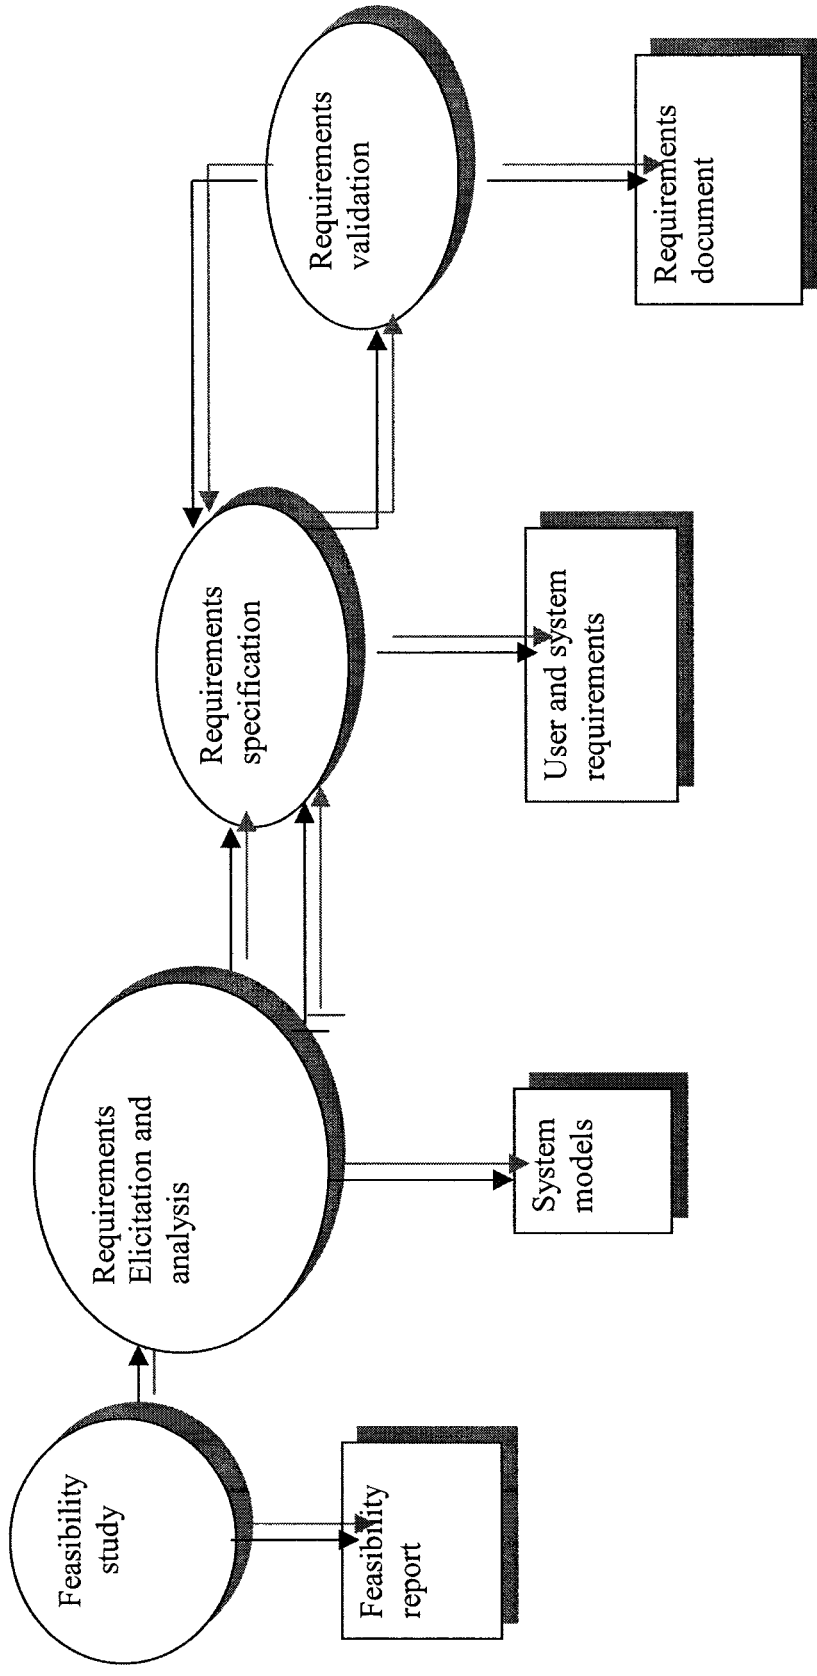 Feasibility
study
Requirements
Elicitation and
analysis
Requirements
specification
Requirements
validation
Feasibility
report
System
models
User and system
requirements
Requirements
document